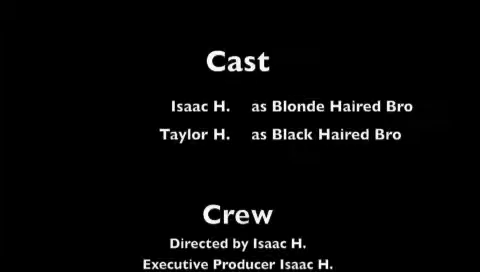 Cast
Isaac H. as Blonde Haired Bro
Taylor H. as Black Haired Bro
Crew
Directed by Isaac H.
Executive Producer Isaac H.